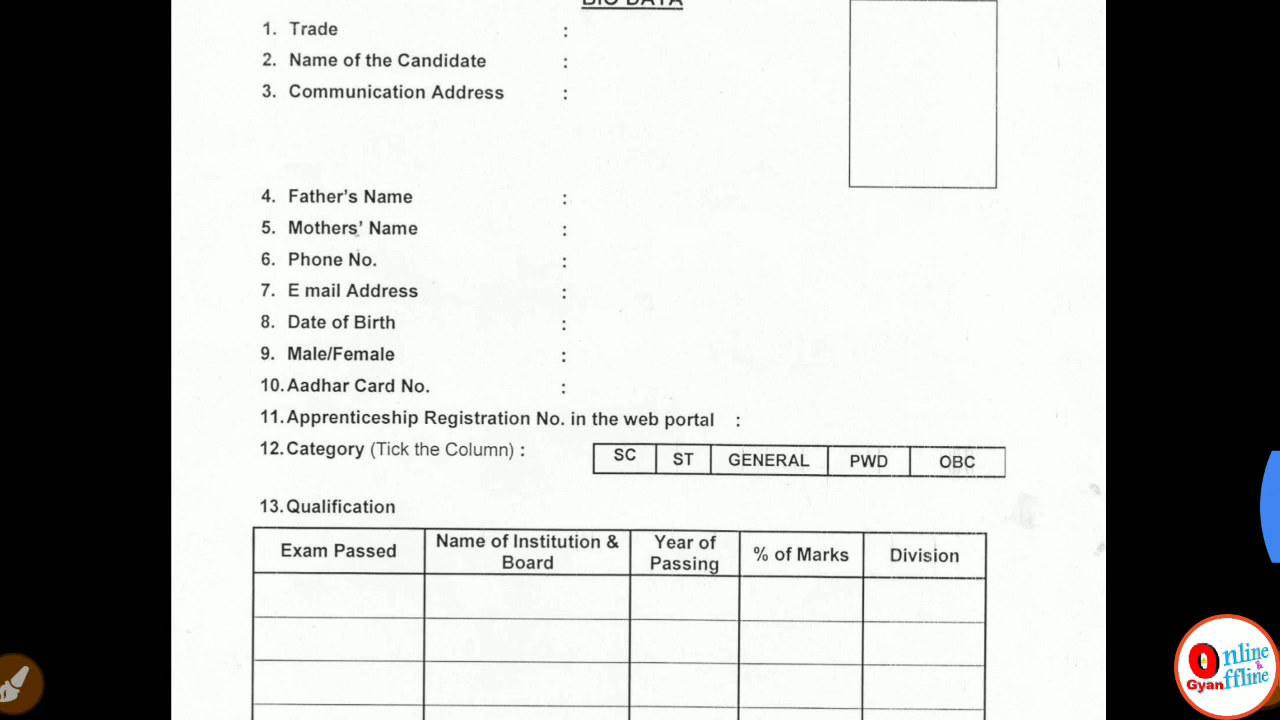 BIO DATA
1. Trade :
2. Name of the Candidate :
3. Communication Address :
4. Father's Name :
5. Mothers' Name :
6. Phone No. :
7. E mail Address :
8. Date of Birth :
9. Male/Female :
10. Aadhar Card No. :
11. Apprenticeship Registration No. in the web portal :
12. Category (Tick the Column) : SC ST GENERAL PWD OBC
13. Qualification
Exam Passed Name of Institution & Board Year of Passing % of Marks Division
Online & Offline
Gyan